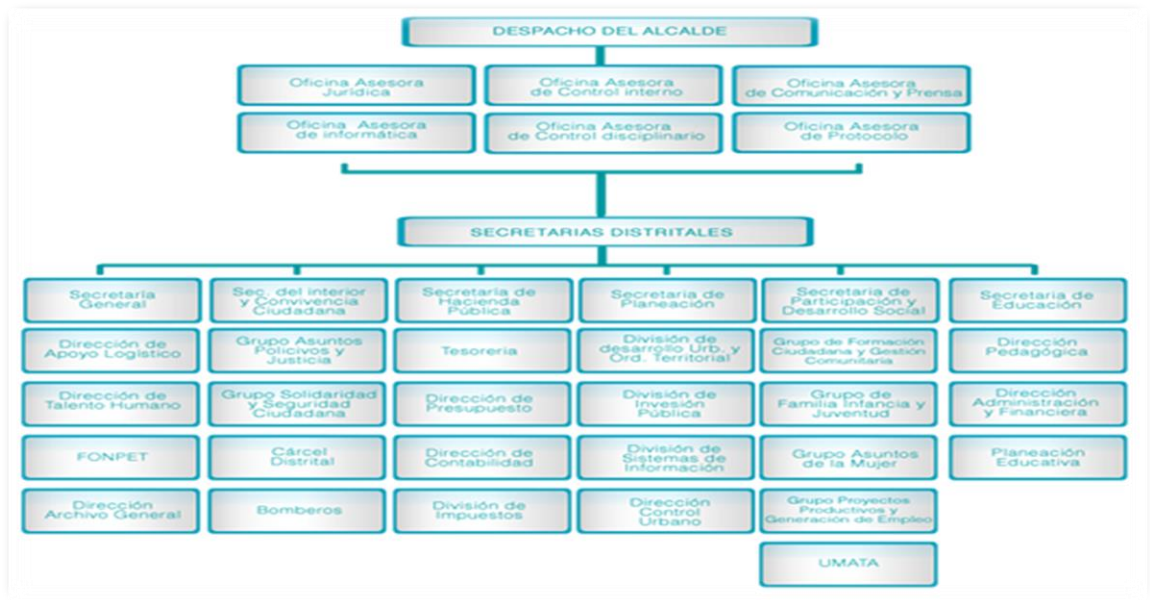 DESPACHO DEL ALCALDE
Oficina Asesora
Jurídica
Oficina Asesora
de Control interno
Oficina Asesora
de Comunicación y Prensa
Oficina Asesora
de informática
Oficina Asesora
de Control disciplinario
Oficina Asesora
de Protocolo
SECRETARIAS DISTRITALES
Secretaría
General
Sec. del Interior
y Convivencia
Ciudadana
Secretaría de
Hacienda
Pública
Secretaria de
Planeación
Secretaria de
Participación y
Desarrollo Social
Secretaria de
Educación
Dirección de
Apoyo Logístico
Grupo Asuntos
Policivos y
Justicia
Tesorería
División de
desarrollo Urb. y
Ord. Territorial
Grupo de Formación
Ciudadana y Gestión
Comunitaria
Dirección
Pedagógica
Dirección de
Talento Humano
Grupo Solidaridad
y Seguridad
Ciudadana
Dirección de
Presupuesto
División de
Invesión
Pública
Grupo de
Familia Infancia y
Juventud
Dirección
Administración
y Financiera
FONPET
Cárcel
Distrital
Dirección de
Contabilidad
División de
Sistemas de
Información
Grupo Asuntos
de la Mujer
Planeación
Educativa
Dirección
Archivo General
Bomberos
División de
Impuestos
Dirección
Control
Urbano
Grupo Proyectos
Productivos y
Generación de Empleo
UMATA